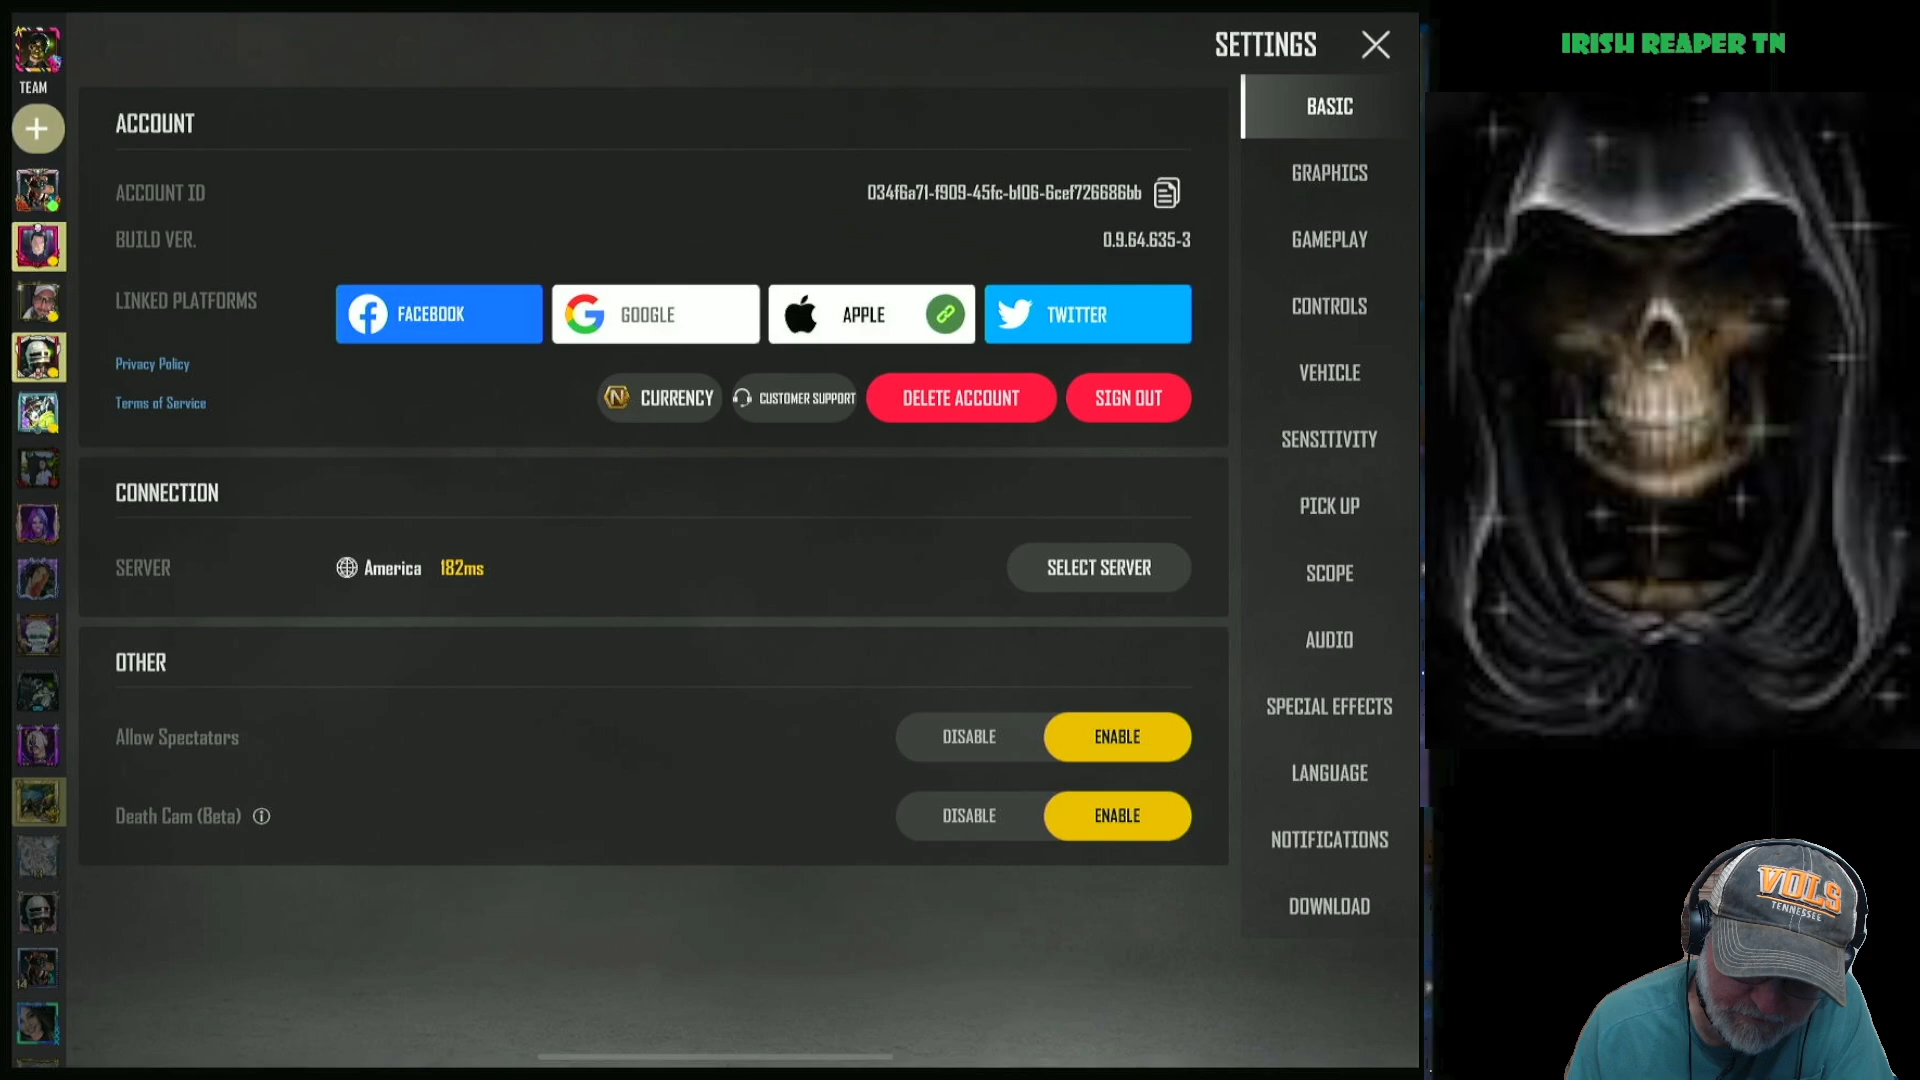 SETTINGS
IRISH REAPER TN
TEAM
ACCOUNT
ACCOUNT ID
034f6a71-f909-45fc-b106-6cef726686bb
BUILD VER.
0.9.64.635-3
LINKED PLATFORMS
FACEBOOK
GOOGLE
APPLE
TWITTER
Privacy Policy
Terms of Service
CURRENCY
CUSTOMER SUPPORT
DELETE ACCOUNT
SIGN OUT
CONNECTION
SERVER
America 182ms
SELECT SERVER
OTHER
Allow Spectators
DISABLE
ENABLE
Death Cam (Beta)
DISABLE
ENABLE
BASIC
GRAPHICS
GAMEPLAY
CONTROLS
VEHICLE
SENSITIVITY
PICK UP
SCOPE
AUDIO
SPECIAL EFFECTS
LANGUAGE
NOTIFICATIONS
DOWNLOAD
VOLS
TENNESSEE